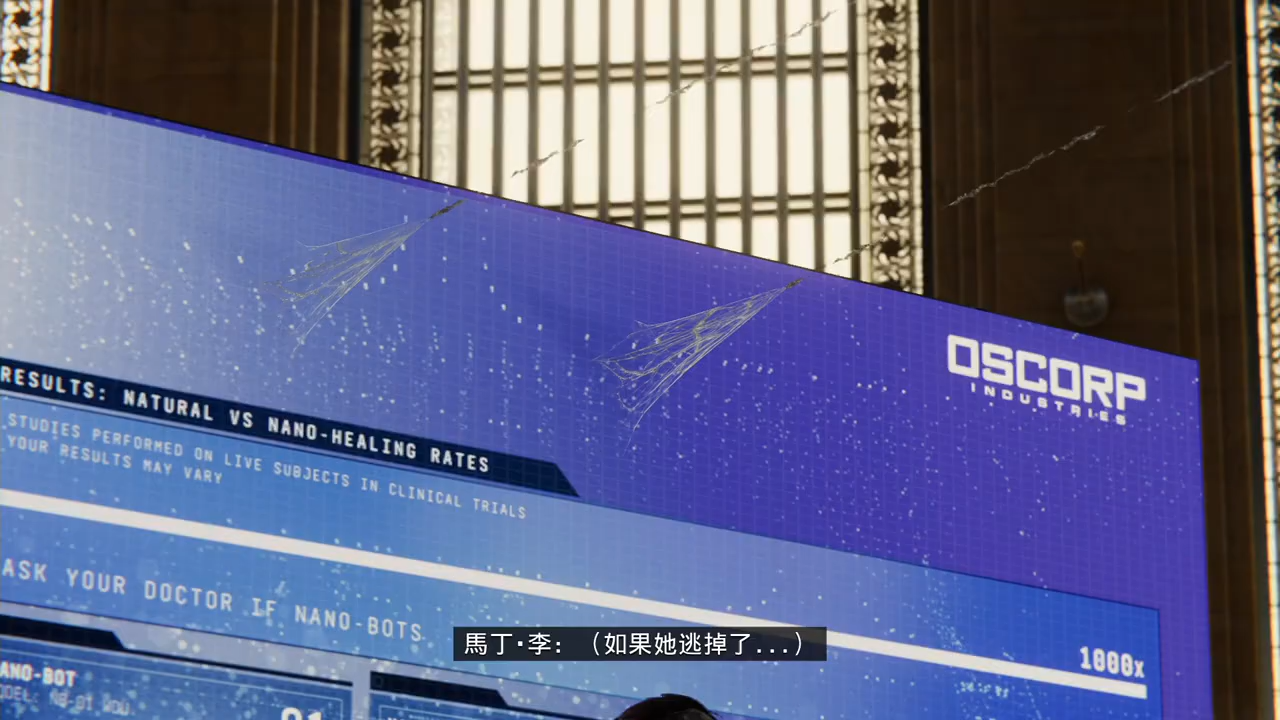 OSCORP
INDUSTRIES
RESULTS: NATURAL VS NANO-HEALING RATES
STUDIES PERFORMED ON LIVE SUBJECTS IN CLINICAL TRIALS
YOUR RESULTS MAY VARY
ASK YOUR DOCTOR IF NANO-BOTS
1000x
馬丁·李：（如果她逃掉了...）
ANO-BOT
01